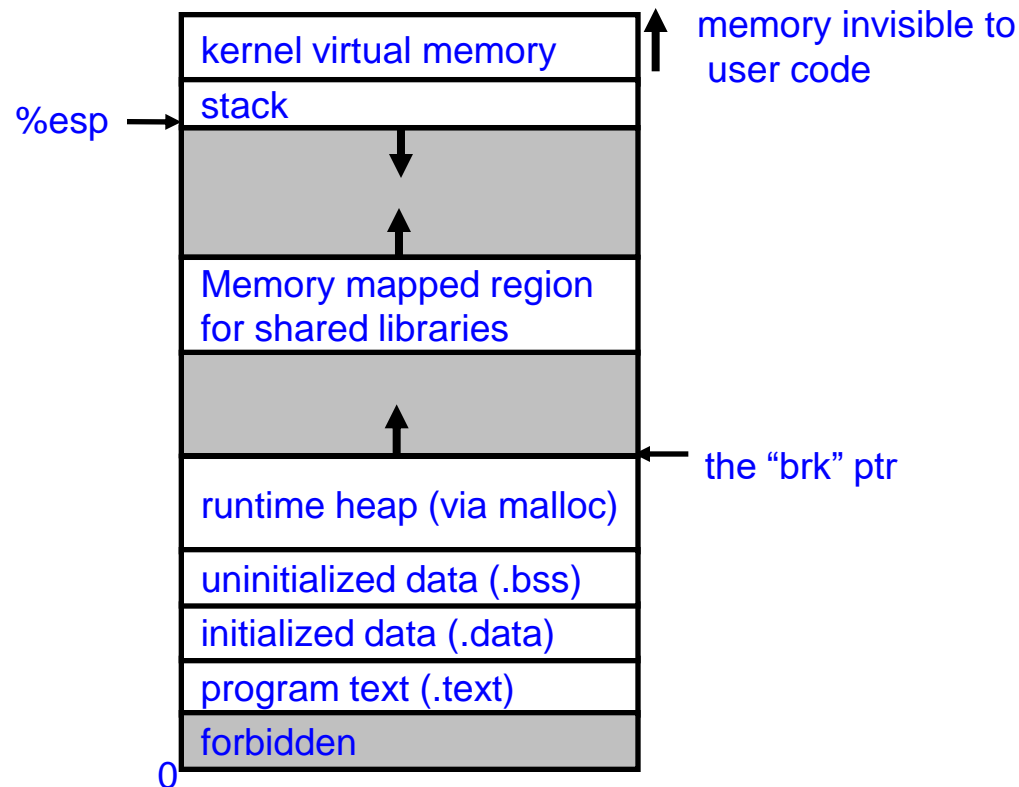 memory invisible to
user code
kernel virtual memory
stack
%esp
Memory mapped region
for shared libraries
the “brk” ptr
runtime heap (via malloc)
uninitialized data (.bss)
initialized data (.data)
program text (.text)
forbidden
0